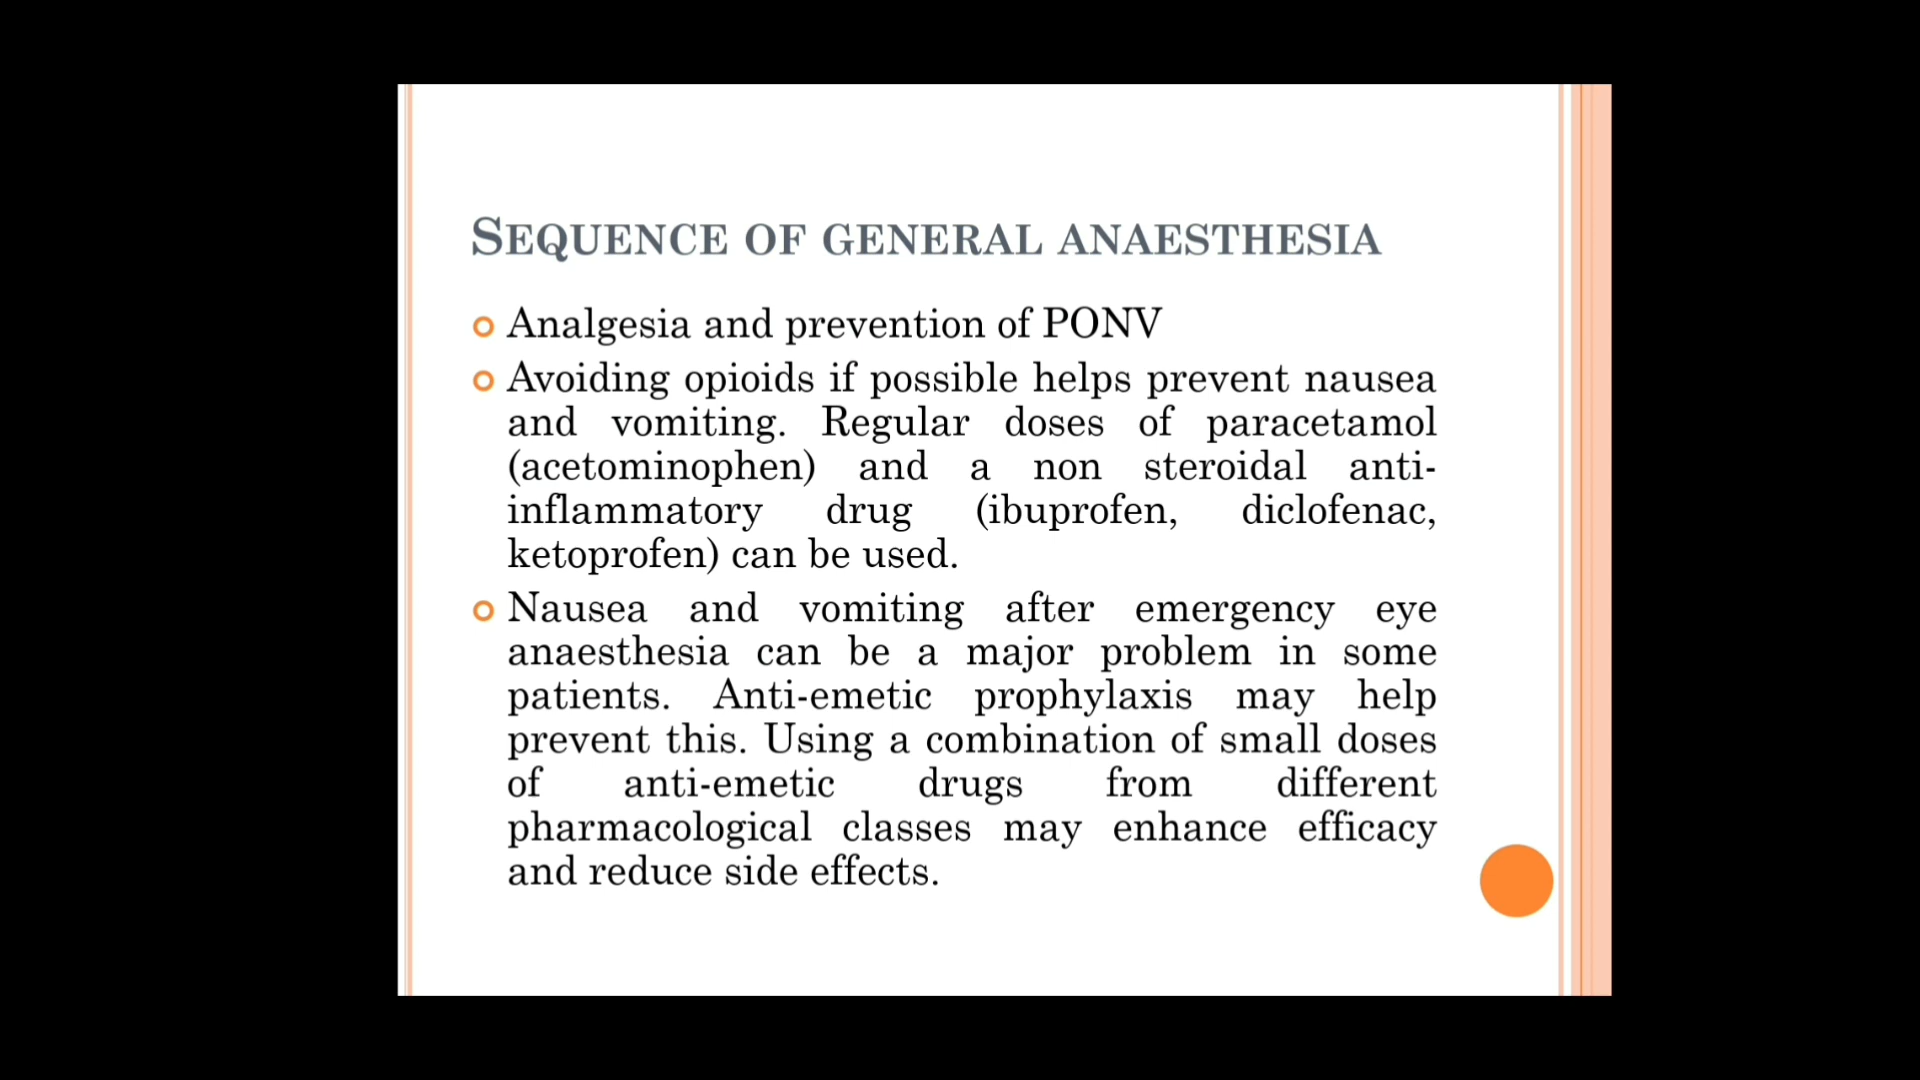 SEQUENCE OF GENERAL ANAESTHESIA
Analgesia and prevention of PONV
Avoiding opioids if possible helps prevent nausea
and vomiting. Regular doses of paracetamol
(acetominophen) and a non steroidal anti-
inflammatory drug (ibuprofen, diclofenac,
ketoprofen) can be used.
Nausea and vomiting after emergency eye
anaesthesia can be a major problem in some
patients. Anti-emetic prophylaxis may help
prevent this. Using a combination of small doses
of anti-emetic drugs from different
pharmacological classes may enhance efficacy
and reduce side effects.